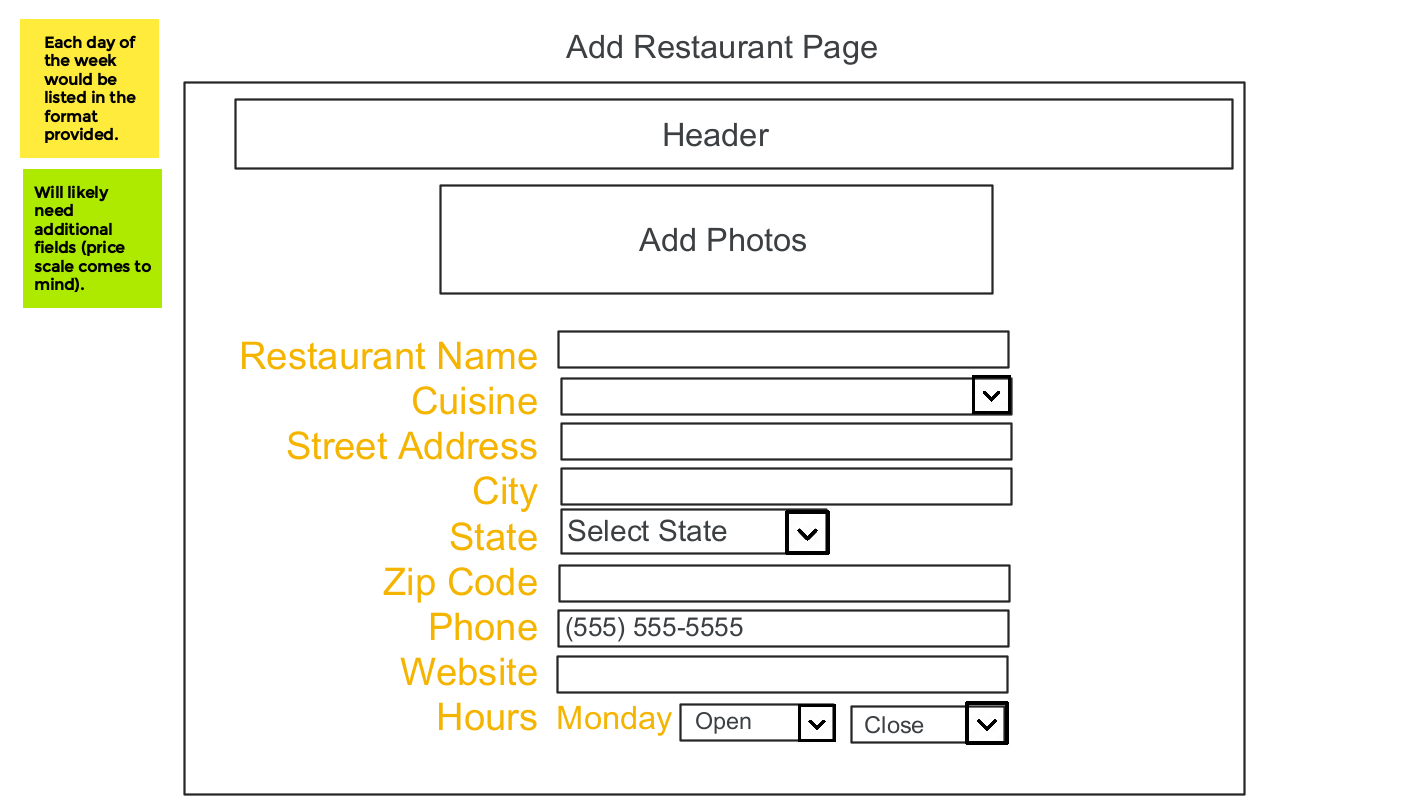 Each day of
the week
would be
listed in the
format
provided.
Will likely
need
additional
fields (price
scale comes to
mind).
Add Restaurant Page
Header
Add Photos
Restaurant Name
Cuisine
Street Address
City
State Select State
Zip Code
Phone (555) 555-5555
Website
Hours Monday Open Close